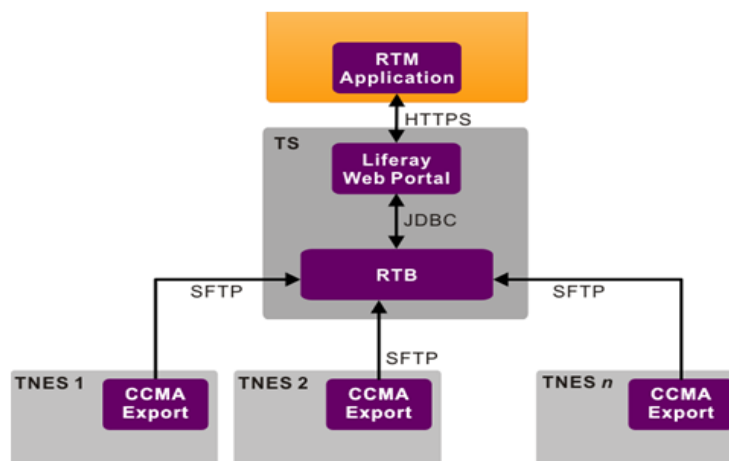 RTM
Application
HTTPS
TS
Liferay
Web Portal
JDBC
RTB
SFTP
SFTP
SFTP
TNES 1
CCMA
Export
TNES 2
CCMA
Export
TNES n
CCMA
Export